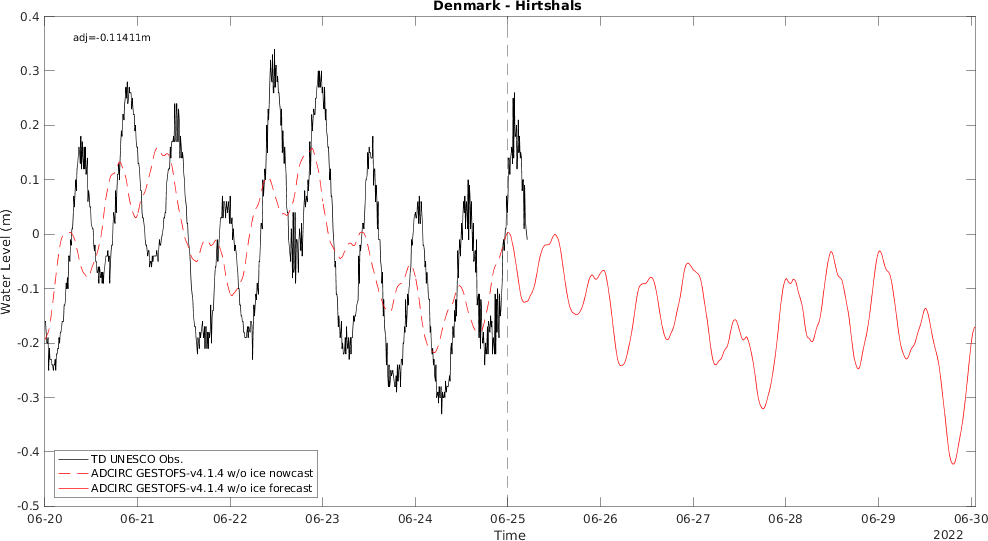 Denmark - Hirtshals
adj=-0.11411m
0.4
0.3
0.2
0.1
0
-0.1
-0.2
-0.3
-0.4
-0.5
Water Level (m)
TD UNESCO Obs.
ADCIRC GESTOFS-v4.1.4 w/o ice nowcast
ADCIRC GESTOFS-v4.1.4 w/o ice forecast
06-20 06-21 06-22 06-23 06-24 06-25 06-26 06-27 06-28 06-29 06-30
Time
2022